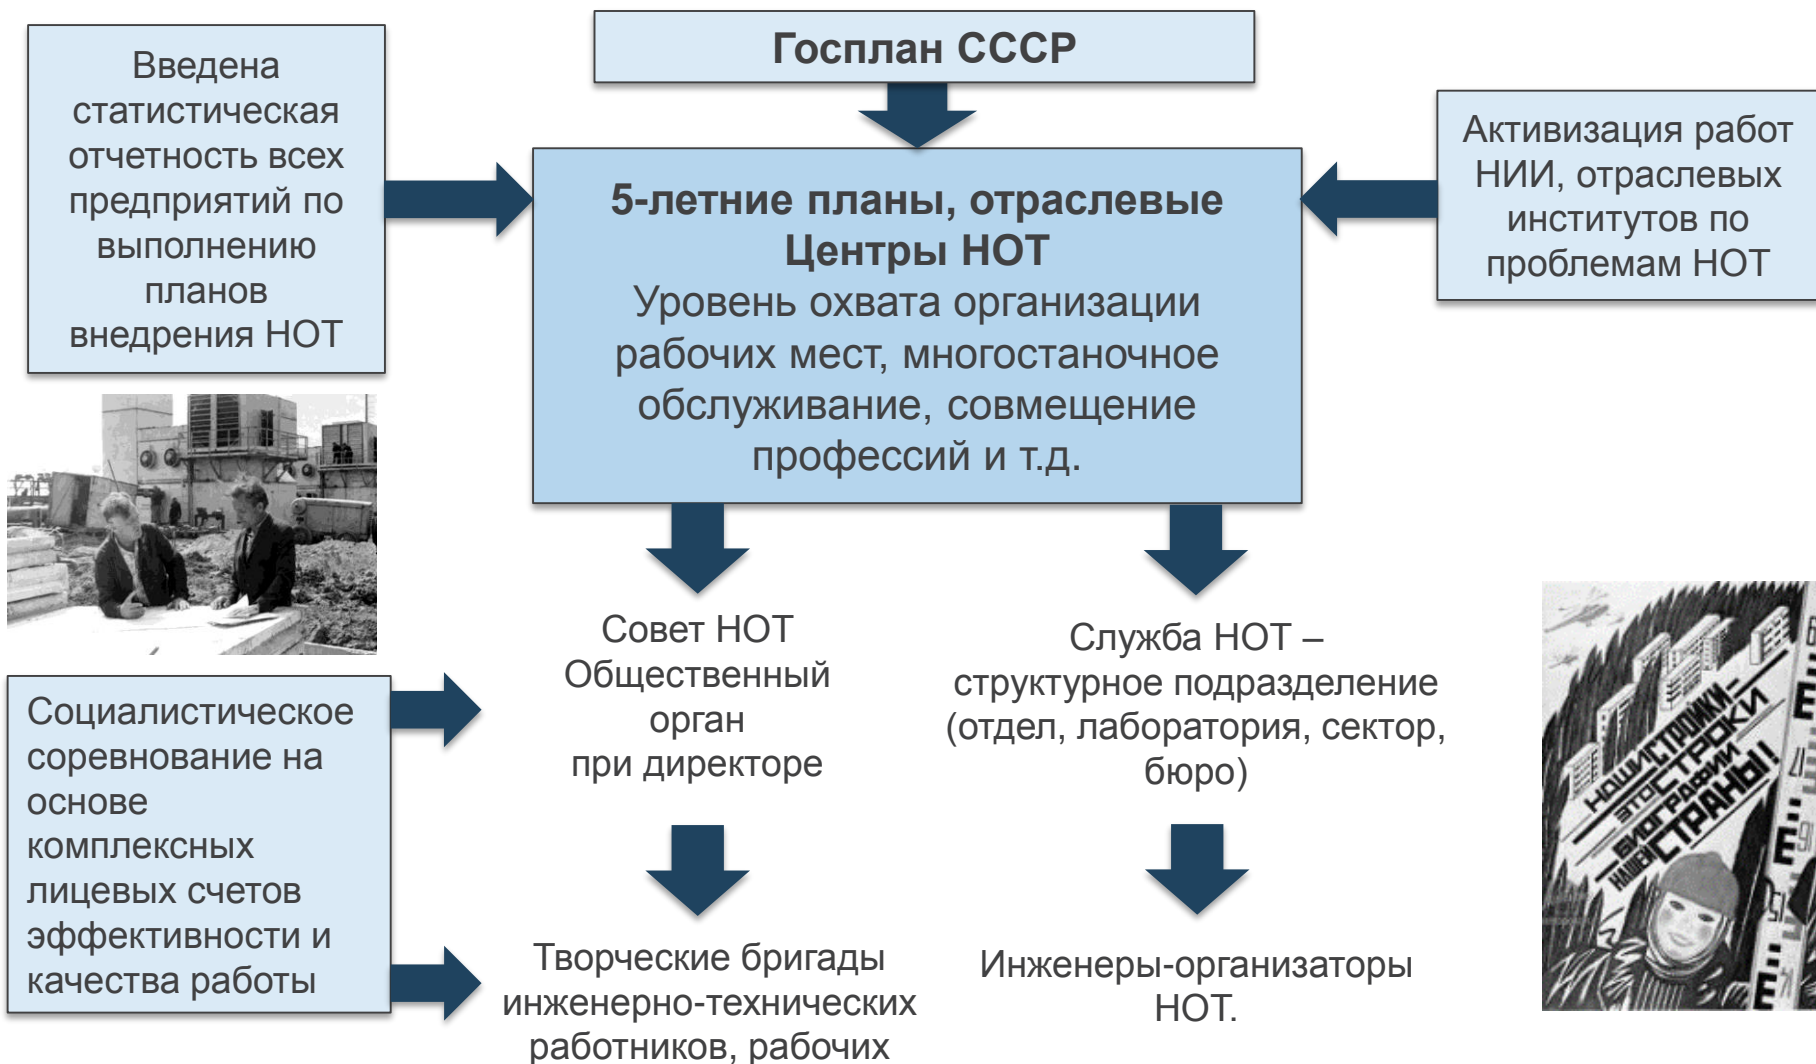 Госплан СССР
Введена
статистическая
отчетность всех
предприятий по
выполнению
планов
внедрения НОТ
5-летние планы, отраслевые
Центры НОТ
Уровень охвата организации
рабочих мест, многостаночное
обслуживание, совмещение
профессий и т.д.
Активизация работ
НИИ, отраслевых
институтов по
проблемам НОТ
Социалистическое
соревнование на
основе
комплексных
лицевых счетов
эффективности и
качества работы
Совет НОТ
Общественный
орган
при директоре
Служба НОТ –
структурное подразделение
(отдел, лаборатория, сектор,
бюро)
Творческие бригады
инженерно-технических
работников, рабочих
Инженеры-организаторы
НОТ.
НАШИ СТРОЙКИ–
ЭТО СТРОКИ
БИОГРАФИИ
НАШЕЙ СТРАНЫ!